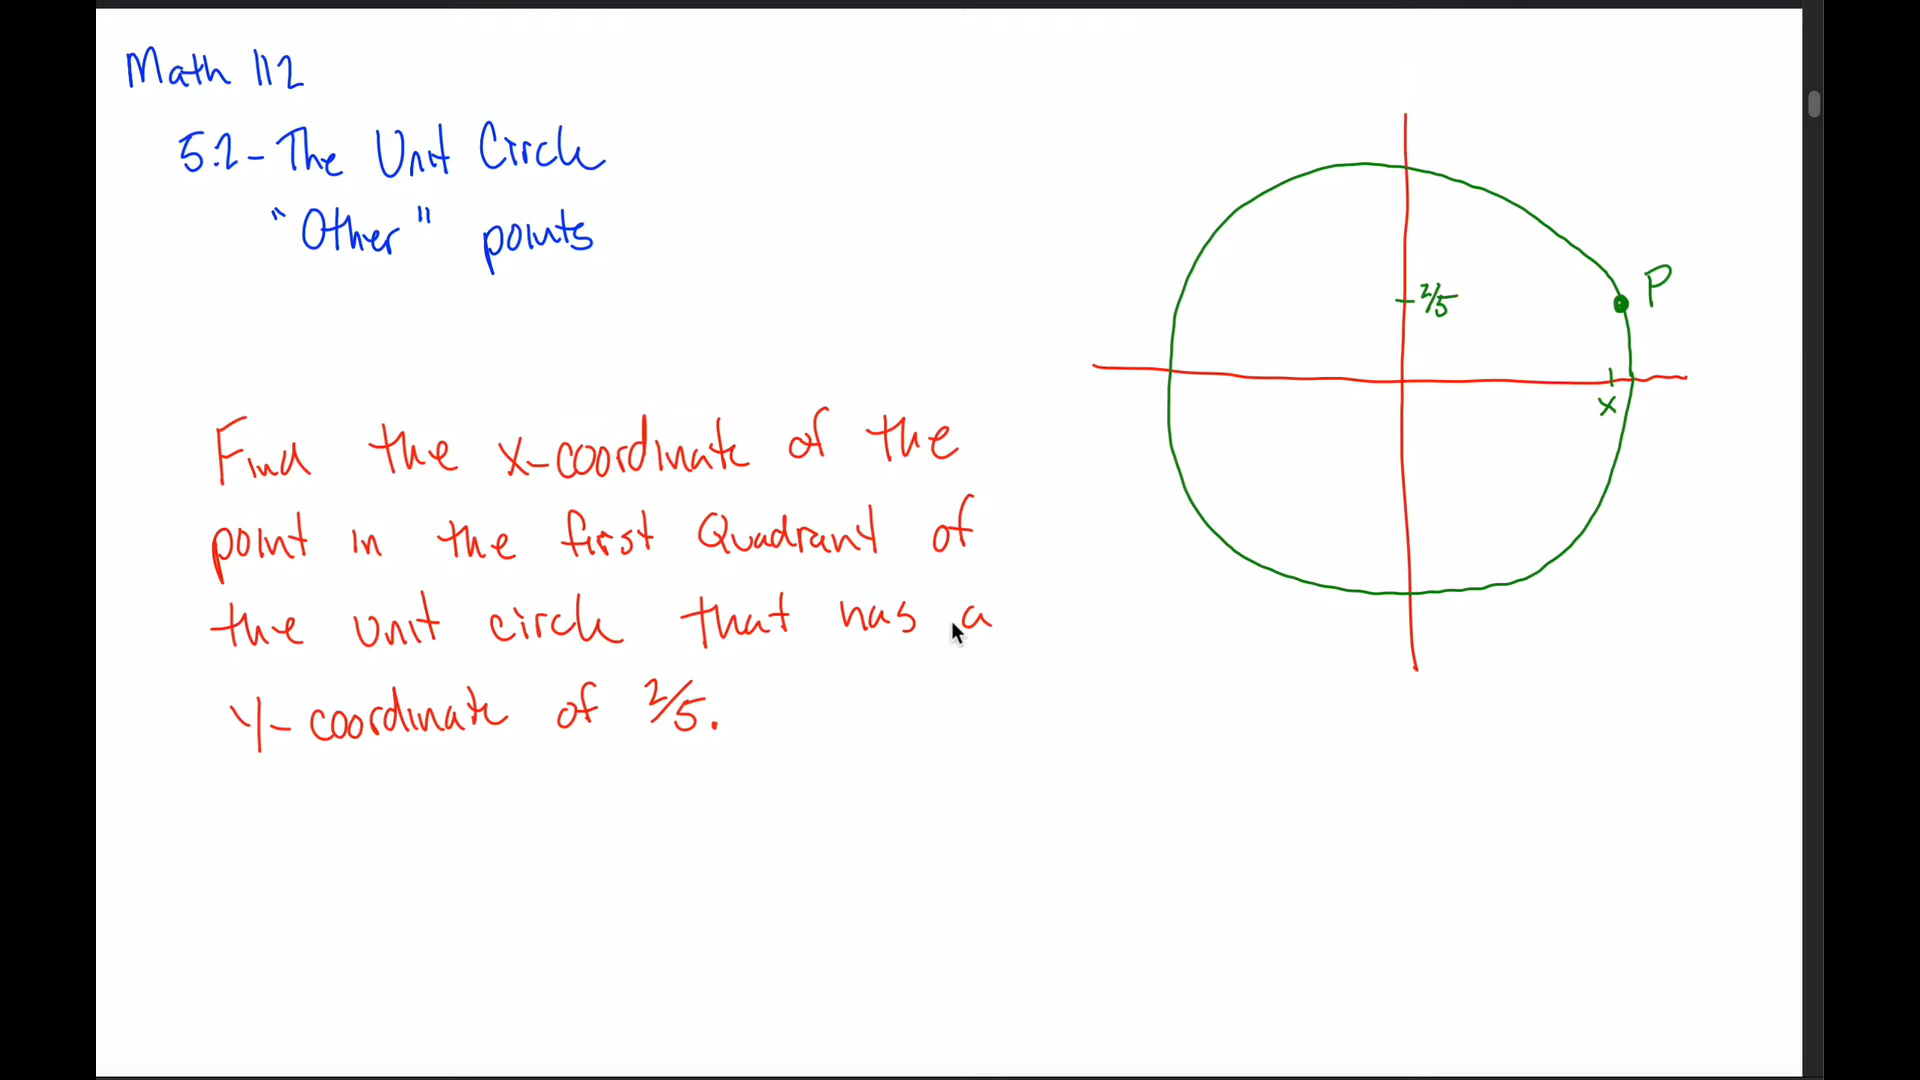 Math 112
5.2 - The Unit Circle
"Other" points
Find the x-coordinate of the
point in the first Quadrant of
the unit circle that has a
y-coordinate of 2/5.
P
2/5
x